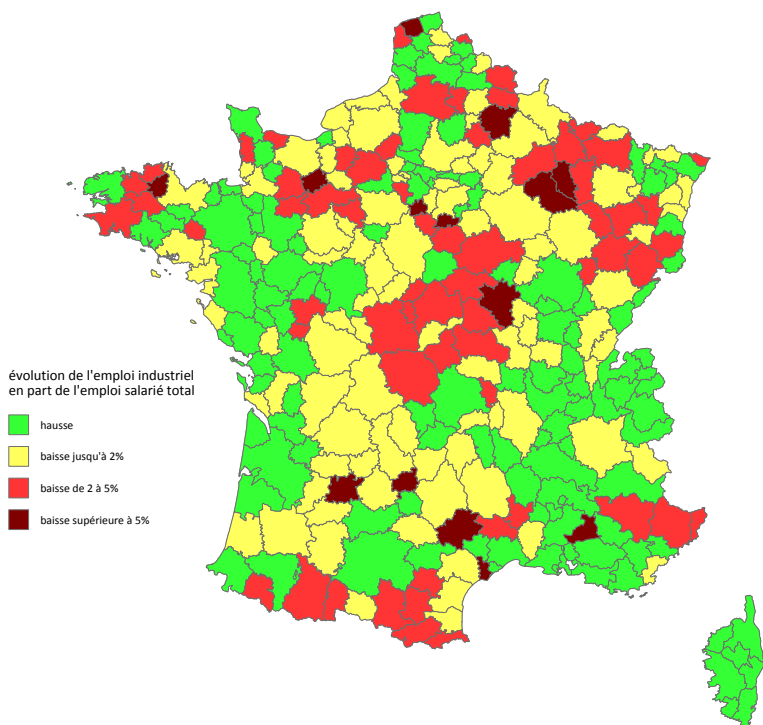 évolution de l'emploi industriel
en part de l'emploi salarié total
hausse
baisse jusqu'à 2%
baisse de 2 à 5%
baisse supérieure à 5%